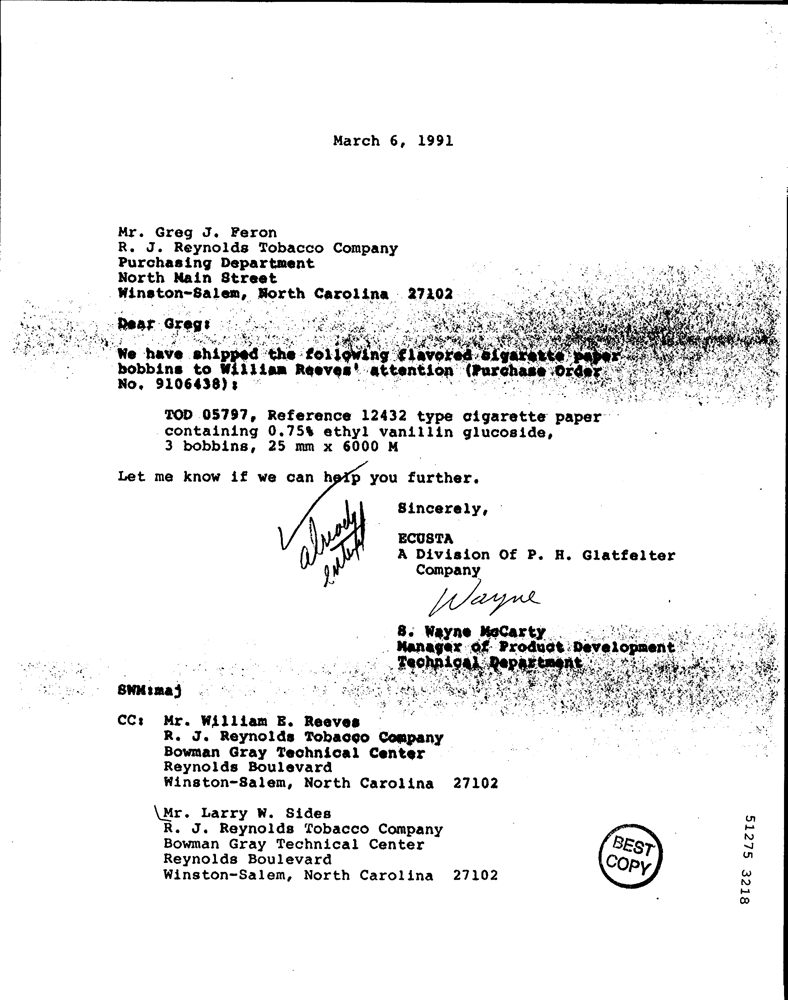 March 6, 1991
Mr. Greg J. Feron
R. J. Reynolds Tobacco Company
Purchasing Department
North Main Street
Winston-Salem, North Carolina 27102
Dear Greg:
We have shipped the following flavored cigarette paper
bobbins to William Reeves' attention (Purchase Order
No. 9106438):
TOD 05797, Reference 12432 type cigarette paper
containing 0.75% ethyl vanillin glucoside,
3 bobbins, 25 mm x 6000 M
Let me know if we can help you further.
already
Sincerely,
ECUSTA
A Division Of P. H. Glatfelter
Company
Wayne
S. Wayne McCarty
Manager of Product Development
Technical Department
SWM:maj
CC: Mr. William E. Reeves
R. J. Reynolds Tobacco Company
Bowman Gray Technical Center
Reynolds Boulevard
Winston-Salem, North Carolina 27102
Mr. Larry W. Sides
R. J. Reynolds Tobacco Company
Bowman Gray Technical Center
Reynolds Boulevard
Winston-Salem, North Carolina 27102
BEST
COPY
51275 3218